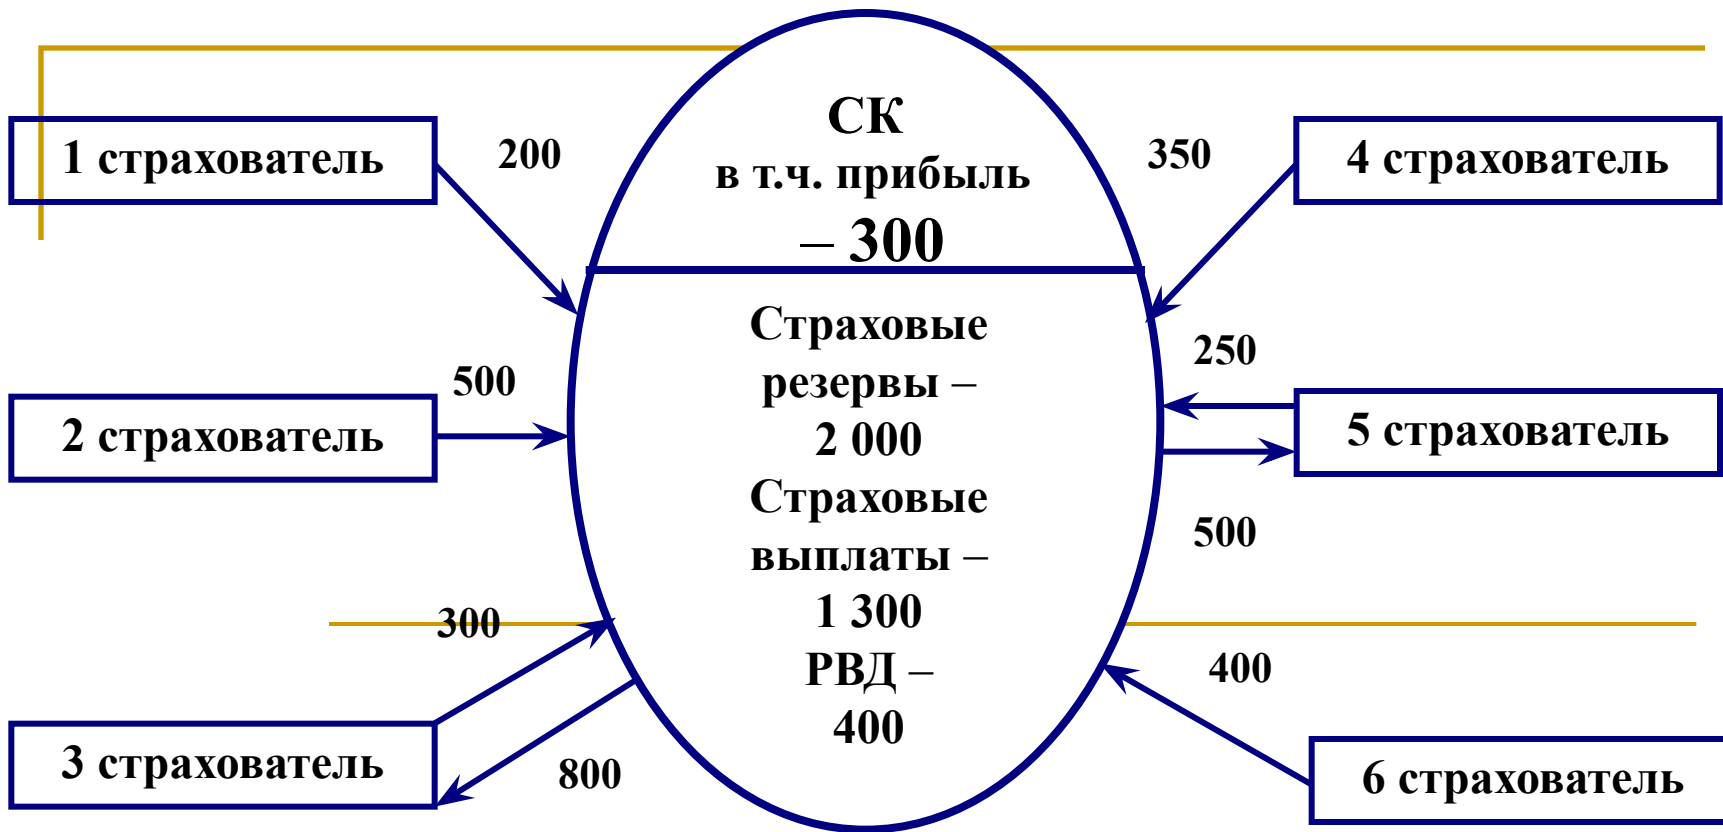 СК
в т.ч. прибыль
– 300
1 страхователь
200
350
4 страхователь
Страховые
резервы –
2 000
Страховые
выплаты –
1 300
РВД –
400
500
2 страхователь
250
5 страхователь
500
300
3 страхователь
800
400
6 страхователь